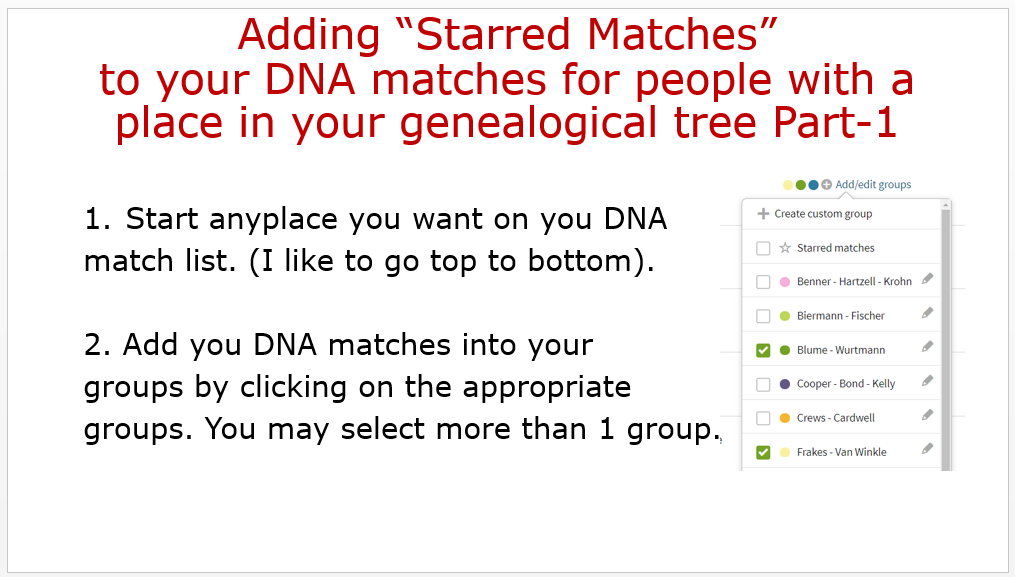 Adding “Starred Matches”
to your DNA matches for people with a
place in your genealogical tree Part-1
1. Start anyplace you want on you DNA
match list. (I like to go top to bottom).
2. Add you DNA matches into your
groups by clicking on the appropriate
groups. You may select more than 1 group.
Add/edit groups
Create custom group
Starred matches
Benner - Hartzell - Krohn
Biermann - Fischer
Blume - Wurtmann
Cooper - Bond - Kelly
Crews - Cardwell
Frakes - Van Winkle